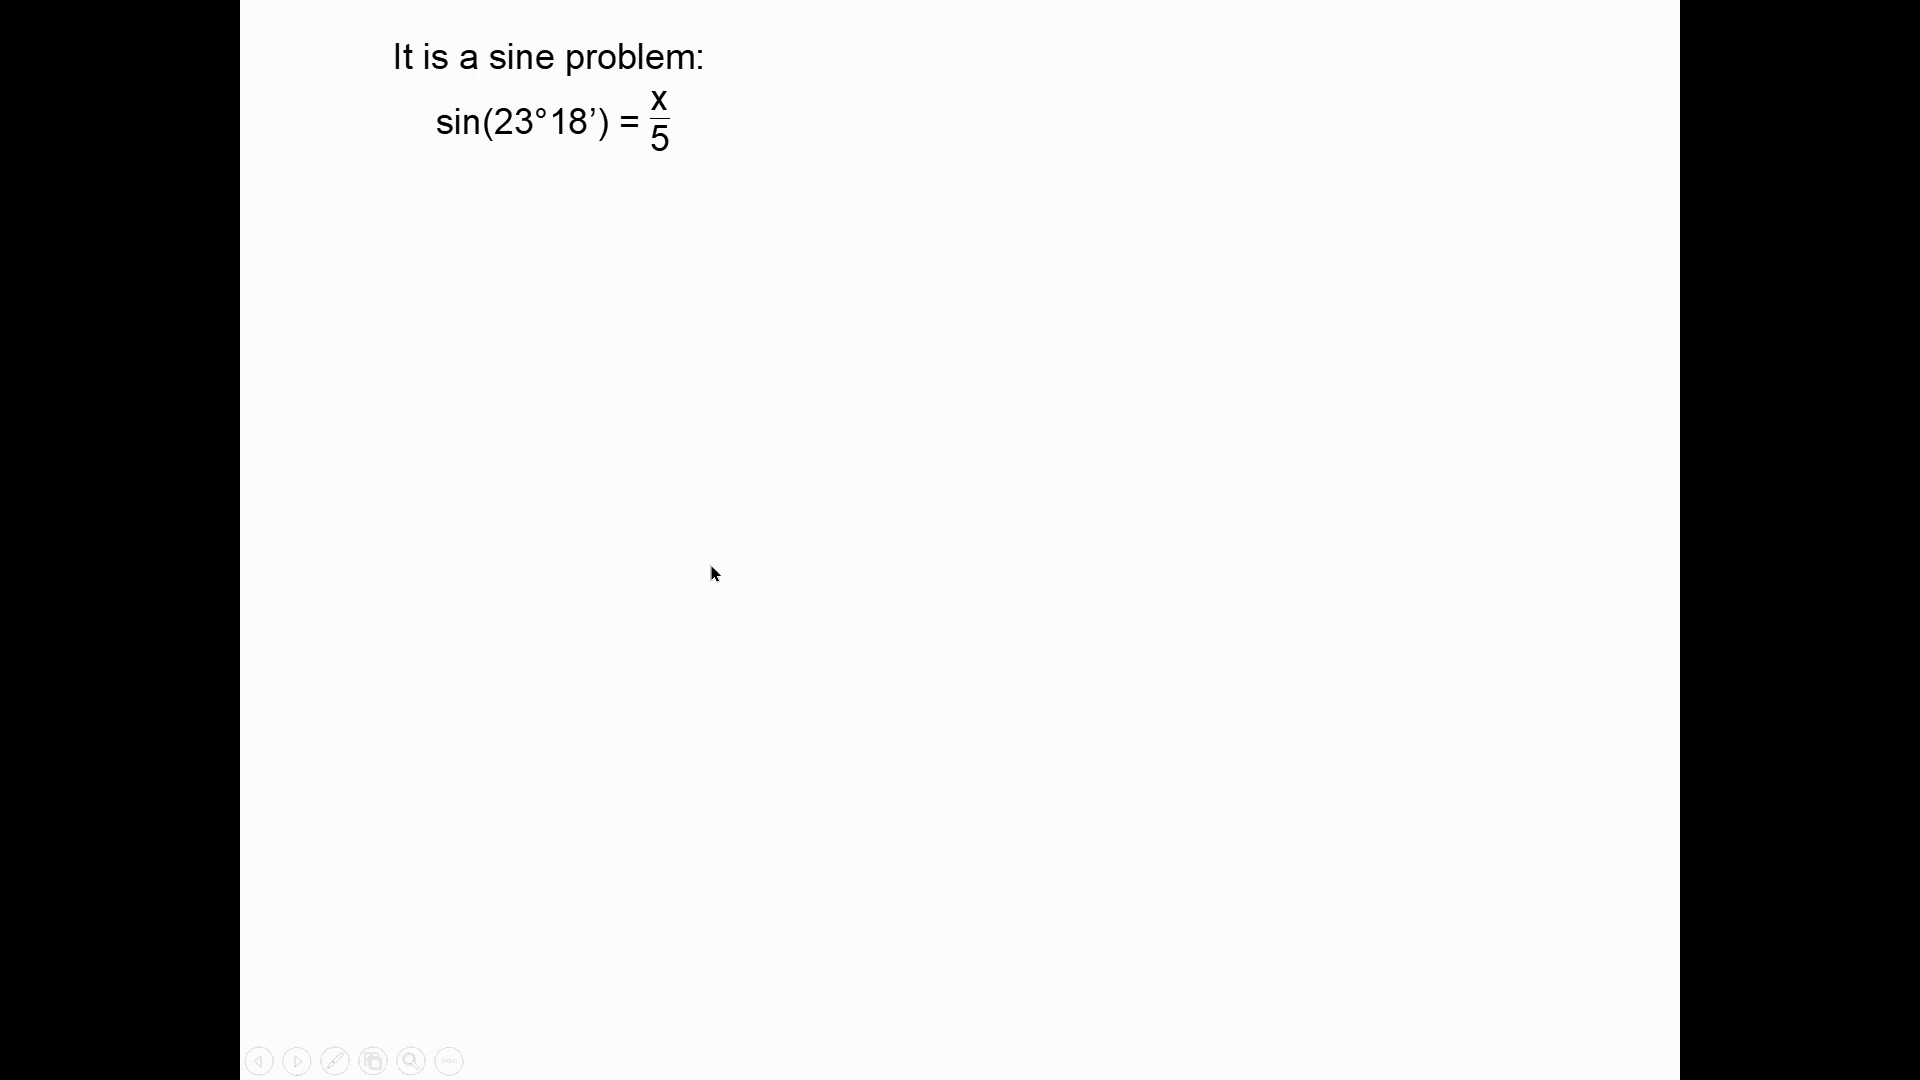 It is a sine problem:
sin(23°18’) = x/5